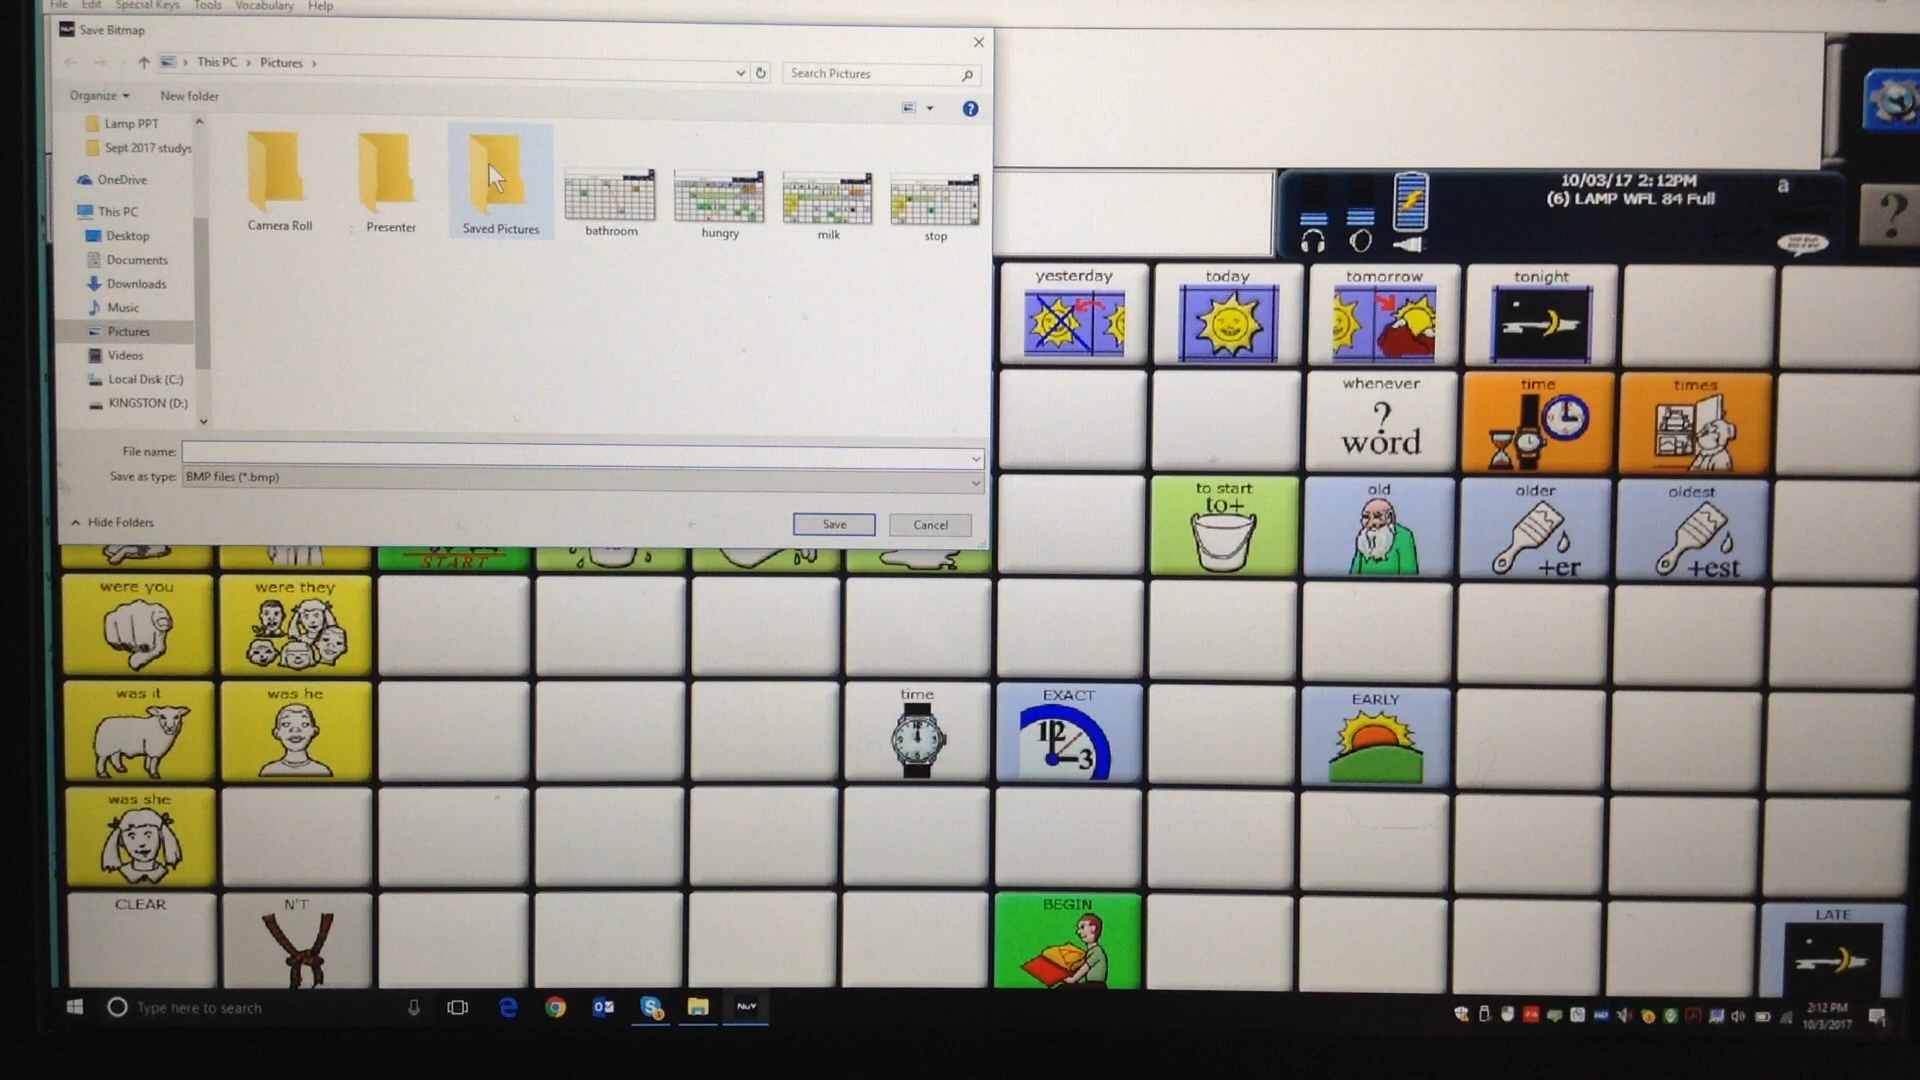 File Edit Special Keys Tools Vocabulary Help
Save Bitmap
This PC Pictures
Search Pictures
Organize New folder
Lamp PPT
Sept 2017 studys
OneDrive
This PC
Desktop
Documents
Downloads
Music
Pictures
Videos
Local Disk (C:)
KINGSTON (D:)
Camera Roll
Presenter
Saved Pictures
bathroom
hungry
milk
stop
File name:
Save as type: BMP files (*.bmp)
Hide Folders
Save Cancel
10/03/17 2:12PM
(6) LAMP WFL 84 Full
a
?
yesterday today tomorrow tonight
whenever time times
?
word
to start old older oldest
to+
+er +est
START
were you were they
was it was he time EXACT EARLY
12
3
was she
CLEAR N'T BEGIN LATE
Type here to search
NuV
2:12 PM
10/3/2017